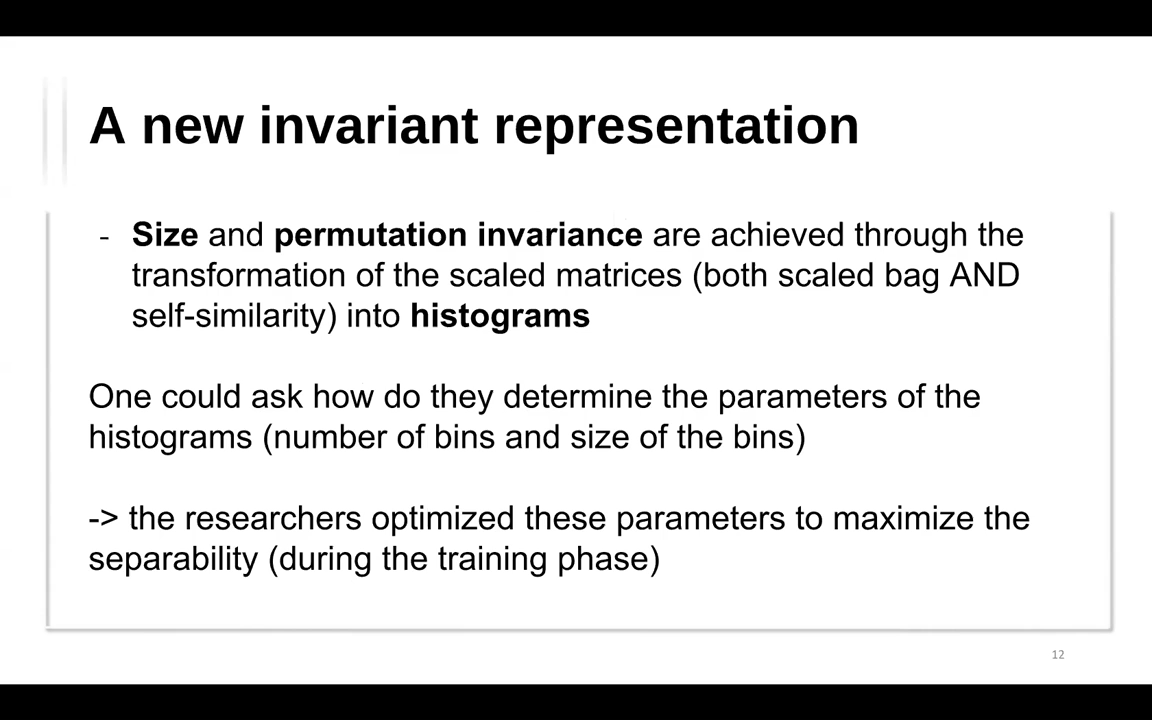 A new invariant representation
- Size and permutation invariance are achieved through the
transformation of the scaled matrices (both scaled bag AND
self-similarity) into histograms
One could ask how do they determine the parameters of the
histograms (number of bins and size of the bins)
-> the researchers optimized these parameters to maximize the
separability (during the training phase)
12